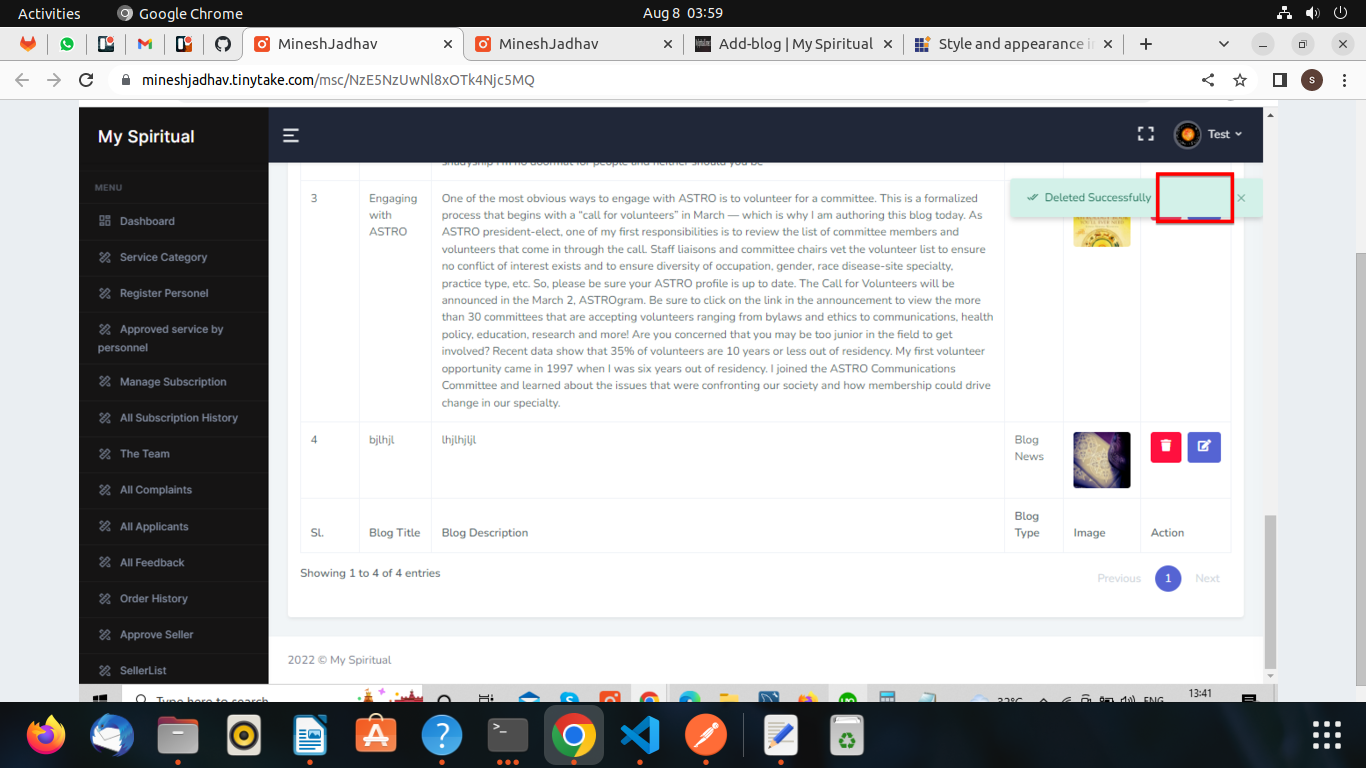 Activities
Google Chrome
Aug 8 03:59
MineshJadhav
MineshJadhav
Add-blog | My Spiritual
Style and appearance i
mineshjadhav.tinytake.com/msc/NzE5NzUwNl8xOTk4Njc5MQ
S
My Spiritual
Test
MENU
Dashboard
Service Category
Register Personel
Approved service by
personnel
Manage Subscription
All Subscription History
The Team
All Complaints
All Applicants
All Feedback
Order History
Approve Seller
SellerList
shadyship I'm no doormat for people and neither should you be
3
Engaging
with
ASTRO
One of the most obvious ways to engage with ASTRO is to volunteer for a committee. This is a formalized
process that begins with a “call for volunteers” in March — which is why I am authoring this blog today. As
ASTRO president-elect, one of my first responsibilities is to review the list of committee members and
volunteers that come in through the call. Staff liaisons and committee chairs vet the volunteer list to ensure
no conflict of interest exists and to ensure diversity of occupation, gender, race disease-site specialty,
practice type, etc. So, please be sure your ASTRO profile is up to date. The Call for Volunteers will be
announced in the March 2, ASTROgram. Be sure to click on the link in the announcement to view the more
than 30 committees that are accepting volunteers ranging from bylaws and ethics to communications, health
policy, education, research and more! Are you concerned that you may be too junior in the field to get
involved? Recent data show that 35% of volunteers are 10 years or less out of residency. My first volunteer
opportunity came in 1997 when I was six years out of residency. I joined the ASTRO Communications
Committee and learned about the issues that were confronting our society and how membership could drive
change in our specialty.
Deleted Successfully
4
bjlhjl
lhjlhjljl
Blog
News
Sl.
Blog Title
Blog Description
Blog
Type
Image
Action
Showing 1 to 4 of 4 entries
Previous
1
Next
2022 © My Spiritual
Type here to search
32°C
ENG
13:41